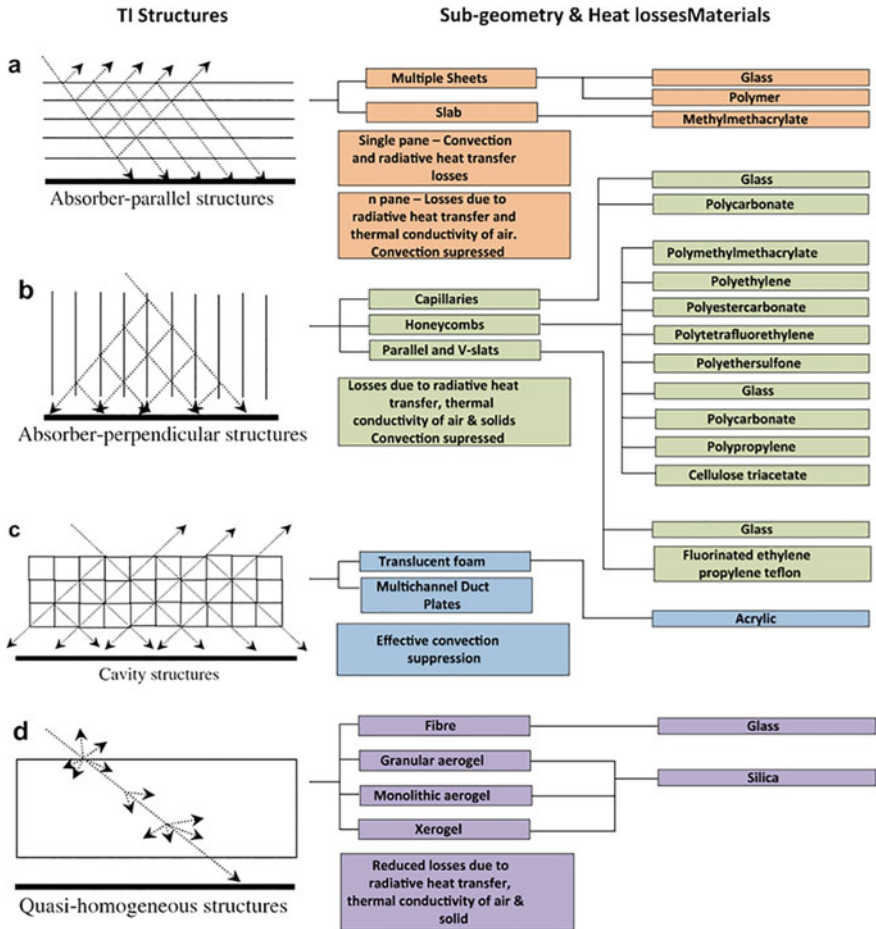 TI Structures
Sub-geometry & Heat lossesMaterials
a
Absorber-parallel structures
Multiple Sheets
Slab
Single pane – Convection
and radiative heat transfer
losses
n pane – Losses due to
radiative heat transfer and
thermal conductivity of air.
Convection supressed
Glass
Polymer
Methylmethacrylate
b
Absorber-perpendicular structures
Capillaries
Honeycombs
Parallel and V-slats
Losses due to radiative heat
transfer, thermal
conductivity of air & solids
Convection supressed
Glass
Polycarbonate
Polymethylmethacrylate
Polyethylene
Polyestercarbonate
Polytetrafluorethylene
Polyethersulfone
Glass
Polycarbonate
Polypropylene
Cellulose triacetate
Glass
Fluorinated ethylene
propylene teflon
c
Cavity structures
Translucent foam
Multichannel Duct
Plates
Effective convection
suppression
Acrylic
d
Quasi-homogeneous structures
Fibre
Granular aerogel
Monolithic aerogel
Xerogel
Reduced losses due to
radiative heat transfer,
thermal conductivity of air &
solid
Glass
Silica